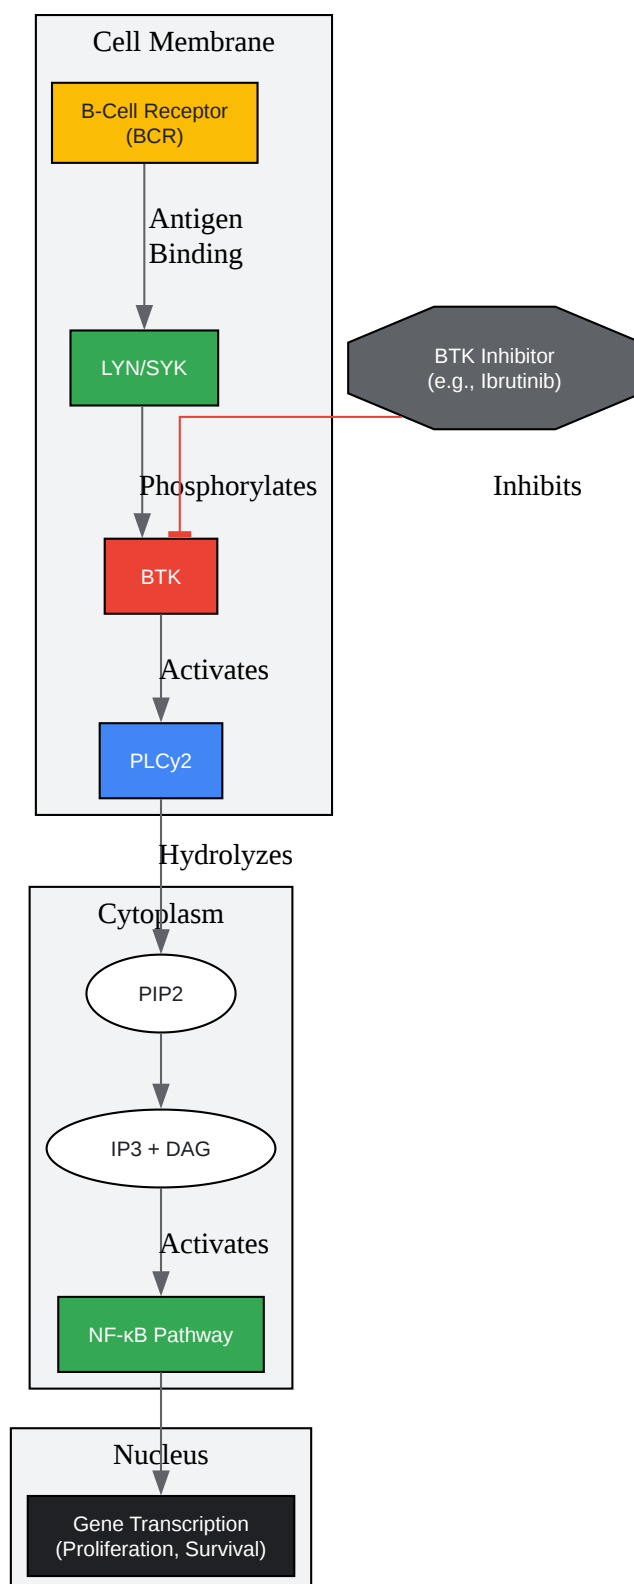 Cell Membrane
B-Cell Receptor
(BCR)
Antigen
Binding
LYN/SYK
BTK Inhibitor
(e.g., Ibrutinib)
Phosphorylates
Inhibits
BTK
Activates
PLCy2
Hydrolyzes
Cytoplasm
PIP2
IP3 + DAG
Activates
NF-κB Pathway
Nucleus
Gene Transcription
(Proliferation, Survival)